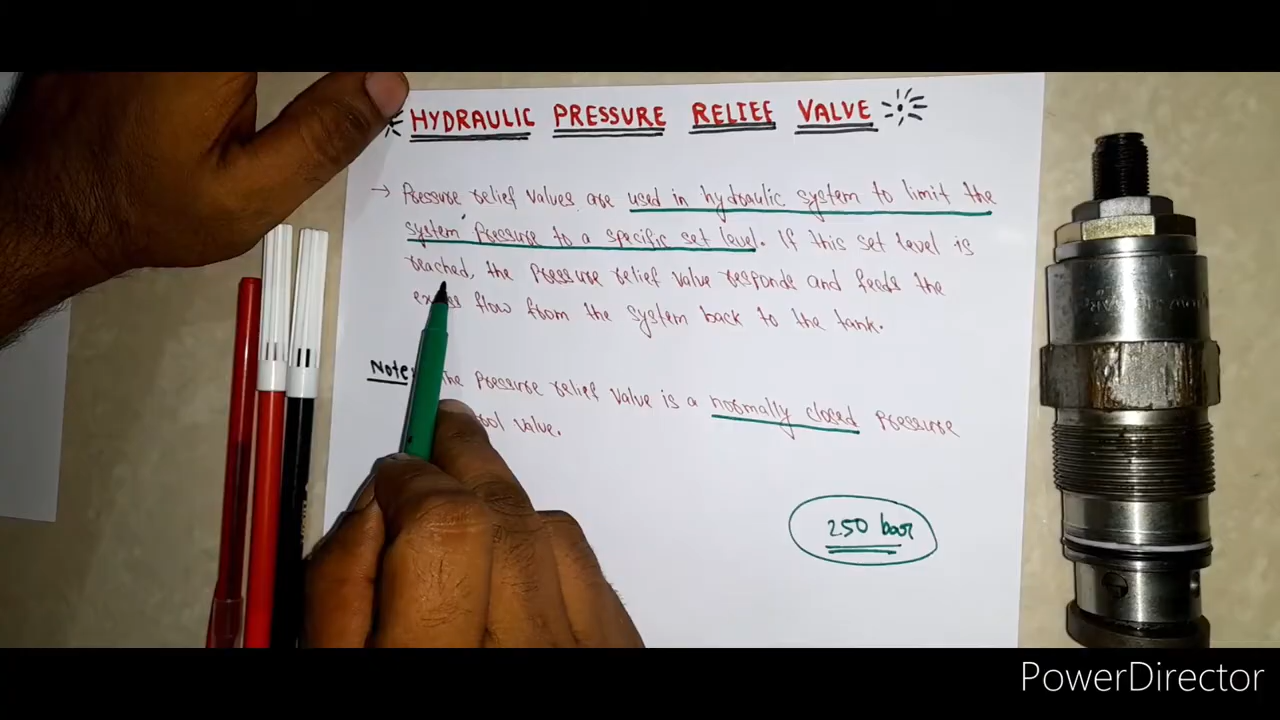 HYDRAULIC PRESSURE RELIEF VALVE
→ Pressure relief valves are used in hydraulic system to limit the
system pressure to a specific set level. If this set level is
reached, the pressure relief valve responds and feeds the
excess flow from the system back to the tank.
Note: The pressure relief valve is a normally closed pressure
valve.
250 bar
PowerDirector